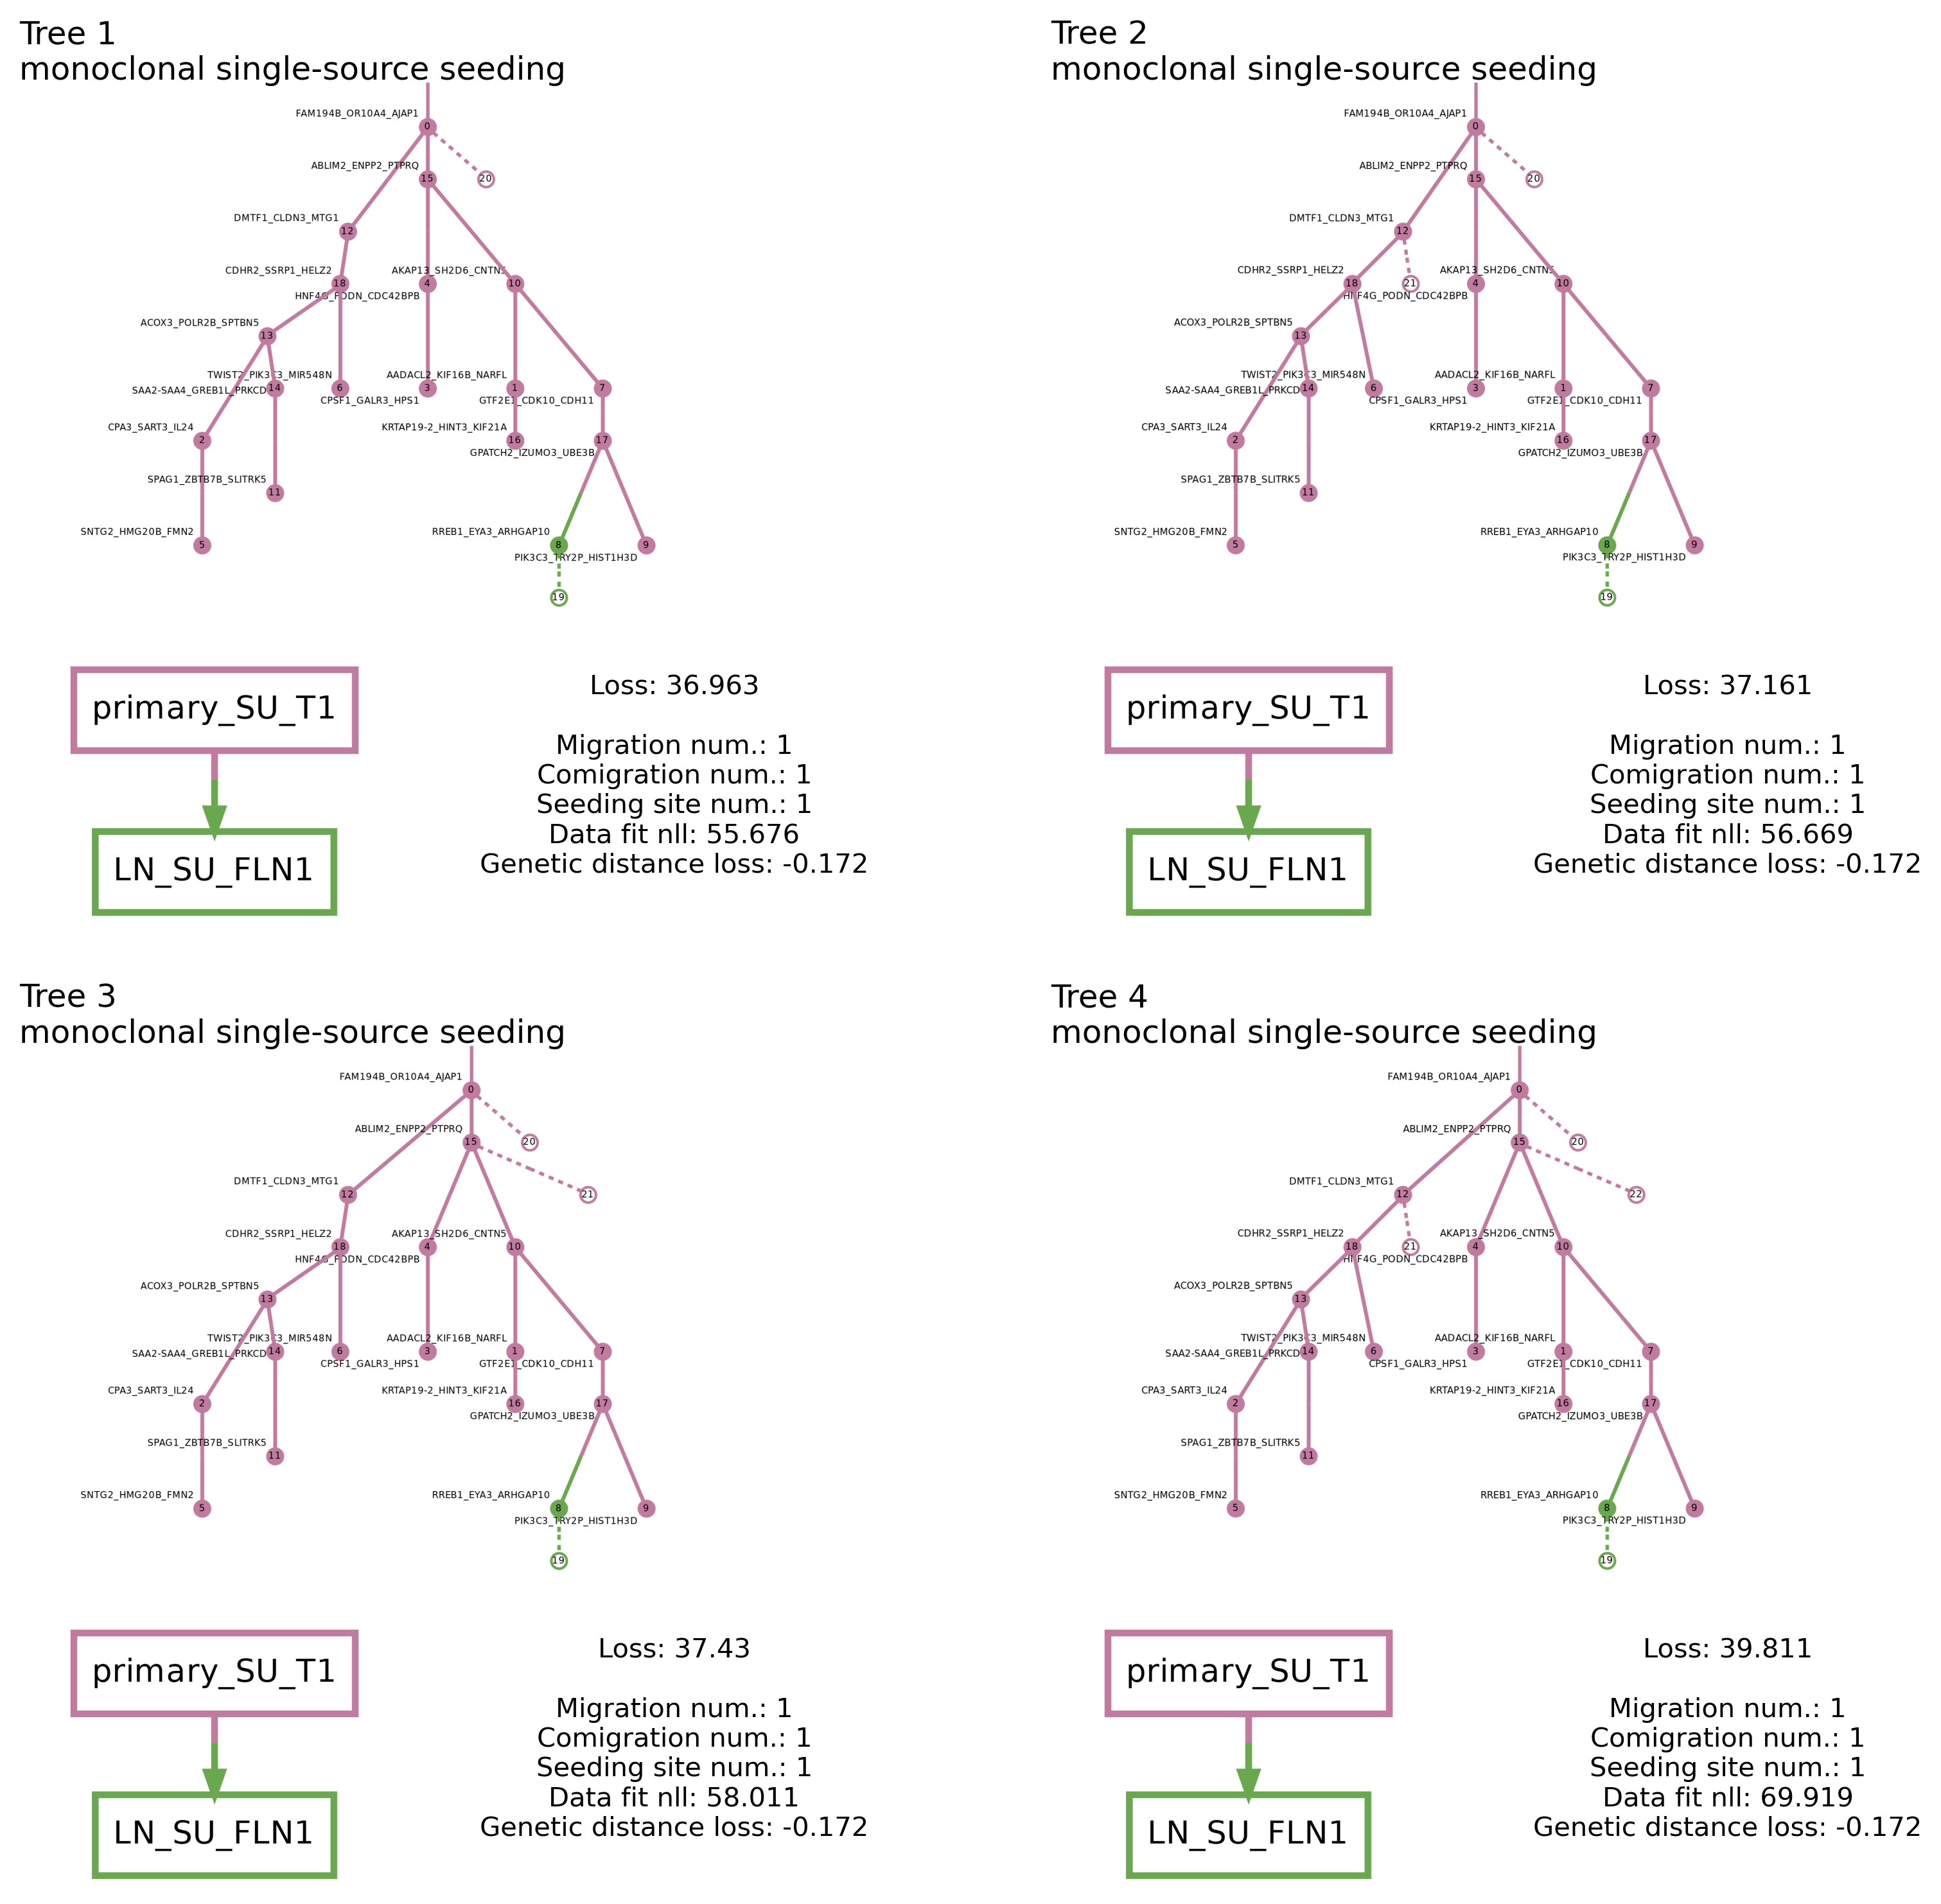 Tree 1
monoclonal single-source seeding
FAM194B_OR10A4_AJAP1
0
ABLIM2_ENPP2_PTPRQ
15
20
DMTF1_CLDN3_MTG1
12
CDHR2_SSRP1_HELZ2
18
AKAP13_SH2D6_CNTN5
4
10
HNF4G_PODN_CDC42BPB
ACOX3_POLR2B_SPTBN5
13
TWIST2_PIK3C3_MIR548N
AADACL2_KIF16B_NARFL
SAA2-SAA4_GREB1L_PRKCD
14
6
3
1
7
CPSF1_GALR3_HPS1
GTF2E1_CDK10_CDH11
CPA3_SART3_IL24
2
KRTAP19-2_HINT3_KIF21A
16
17
GPATCH2_IZUMO3_UBE3B
SPAG1_ZBTB7B_SLITRK5
11
SNTG2_HMG20B_FMN2
5
RREB1_EYA3_ARHGAP10
8
9
PIK3C3_TRY2P_HIST1H3D
19
primary_SU_T1
LN_SU_FLN1
Loss: 36.963
Migration num.: 1
Comigration num.: 1
Seeding site num.: 1
Data fit nll: 55.676
Genetic distance loss: -0.172
Tree 2
monoclonal single-source seeding
FAM194B_OR10A4_AJAP1
0
ABLIM2_ENPP2_PTPRQ
15
20
DMTF1_CLDN3_MTG1
12
CDHR2_SSRP1_HELZ2
18
21
AKAP13_SH2D6_CNTN5
4
10
HNF4G_PODN_CDC42BPB
ACOX3_POLR2B_SPTBN5
13
TWIST2_PIK3C3_MIR548N
AADACL2_KIF16B_NARFL
SAA2-SAA4_GREB1L_PRKCD
14
6
3
1
7
CPSF1_GALR3_HPS1
GTF2E1_CDK10_CDH11
CPA3_SART3_IL24
2
KRTAP19-2_HINT3_KIF21A
16
17
GPATCH2_IZUMO3_UBE3B
SPAG1_ZBTB7B_SLITRK5
11
SNTG2_HMG20B_FMN2
5
RREB1_EYA3_ARHGAP10
8
9
PIK3C3_TRY2P_HIST1H3D
19
primary_SU_T1
LN_SU_FLN1
Loss: 37.161
Migration num.: 1
Comigration num.: 1
Seeding site num.: 1
Data fit nll: 56.669
Genetic distance loss: -0.172
Tree 3
monoclonal single-source seeding
FAM194B_OR10A4_AJAP1
0
ABLIM2_ENPP2_PTPRQ
15
20
DMTF1_CLDN3_MTG1
12
21
CDHR2_SSRP1_HELZ2
18
AKAP13_SH2D6_CNTN5
4
10
HNF4G_PODN_CDC42BPB
ACOX3_POLR2B_SPTBN5
13
TWIST2_PIK3C3_MIR548N
AADACL2_KIF16B_NARFL
SAA2-SAA4_GREB1L_PRKCD
14
6
3
1
7
CPSF1_GALR3_HPS1
GTF2E1_CDK10_CDH11
CPA3_SART3_IL24
2
KRTAP19-2_HINT3_KIF21A
16
17
GPATCH2_IZUMO3_UBE3B
SPAG1_ZBTB7B_SLITRK5
11
SNTG2_HMG20B_FMN2
5
RREB1_EYA3_ARHGAP10
8
9
PIK3C3_TRY2P_HIST1H3D
19
primary_SU_T1
LN_SU_FLN1
Loss: 37.43
Migration num.: 1
Comigration num.: 1
Seeding site num.: 1
Data fit nll: 58.011
Genetic distance loss: -0.172
Tree 4
monoclonal single-source seeding
FAM194B_OR10A4_AJAP1
0
ABLIM2_ENPP2_PTPRQ
15
20
DMTF1_CLDN3_MTG1
12
22
CDHR2_SSRP1_HELZ2
18
21
AKAP13_SH2D6_CNTN5
4
10
HNF4G_PODN_CDC42BPB
ACOX3_POLR2B_SPTBN5
13
TWIST2_PIK3C3_MIR548N
AADACL2_KIF16B_NARFL
SAA2-SAA4_GREB1L_PRKCD
14
6
3
1
7
CPSF1_GALR3_HPS1
GTF2E1_CDK10_CDH11
CPA3_SART3_IL24
2
KRTAP19-2_HINT3_KIF21A
16
17
GPATCH2_IZUMO3_UBE3B
SPAG1_ZBTB7B_SLITRK5
11
SNTG2_HMG20B_FMN2
5
RREB1_EYA3_ARHGAP10
8
9
PIK3C3_TRY2P_HIST1H3D
19
primary_SU_T1
LN_SU_FLN1
Loss: 39.811
Migration num.: 1
Comigration num.: 1
Seeding site num.: 1
Data fit nll: 69.919
Genetic distance loss: -0.172